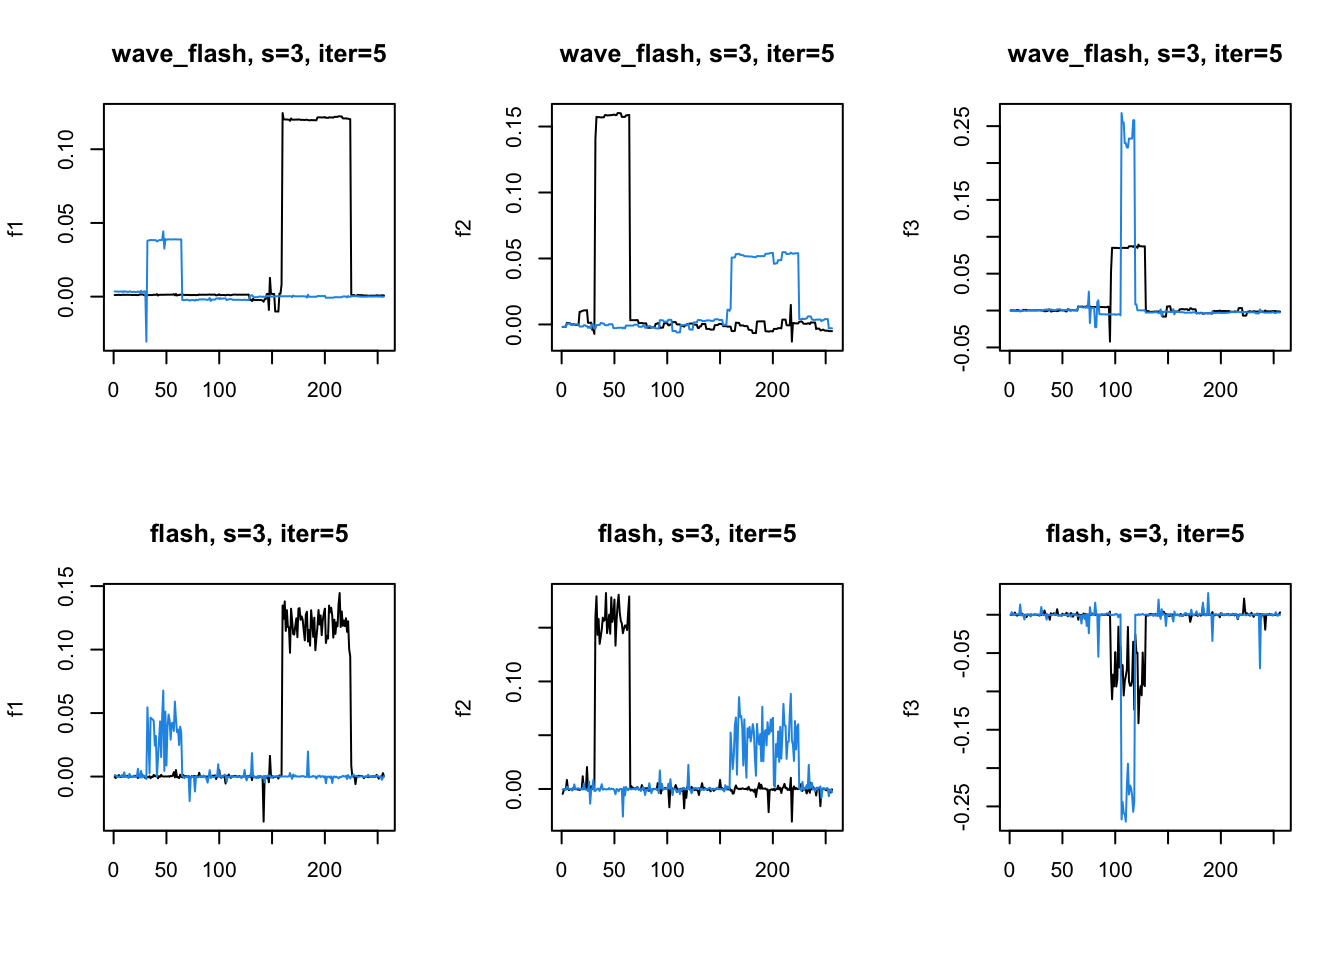 wave_flash, s=3, iter=5
f1
0.00 0.05 0.10
0 50 100 200
wave_flash, s=3, iter=5
f2
0.00 0.05 0.10 0.15
0 50 100 200
wave_flash, s=3, iter=5
f3
-0.05 0.05 0.15 0.25
0 50 100 200
flash, s=3, iter=5
f1
0.00 0.05 0.10 0.15
0 50 100 200
flash, s=3, iter=5
f2
0.00 0.10
0 50 100 200
flash, s=3, iter=5
f3
-0.25 -0.15 -0.05
0 50 100 200